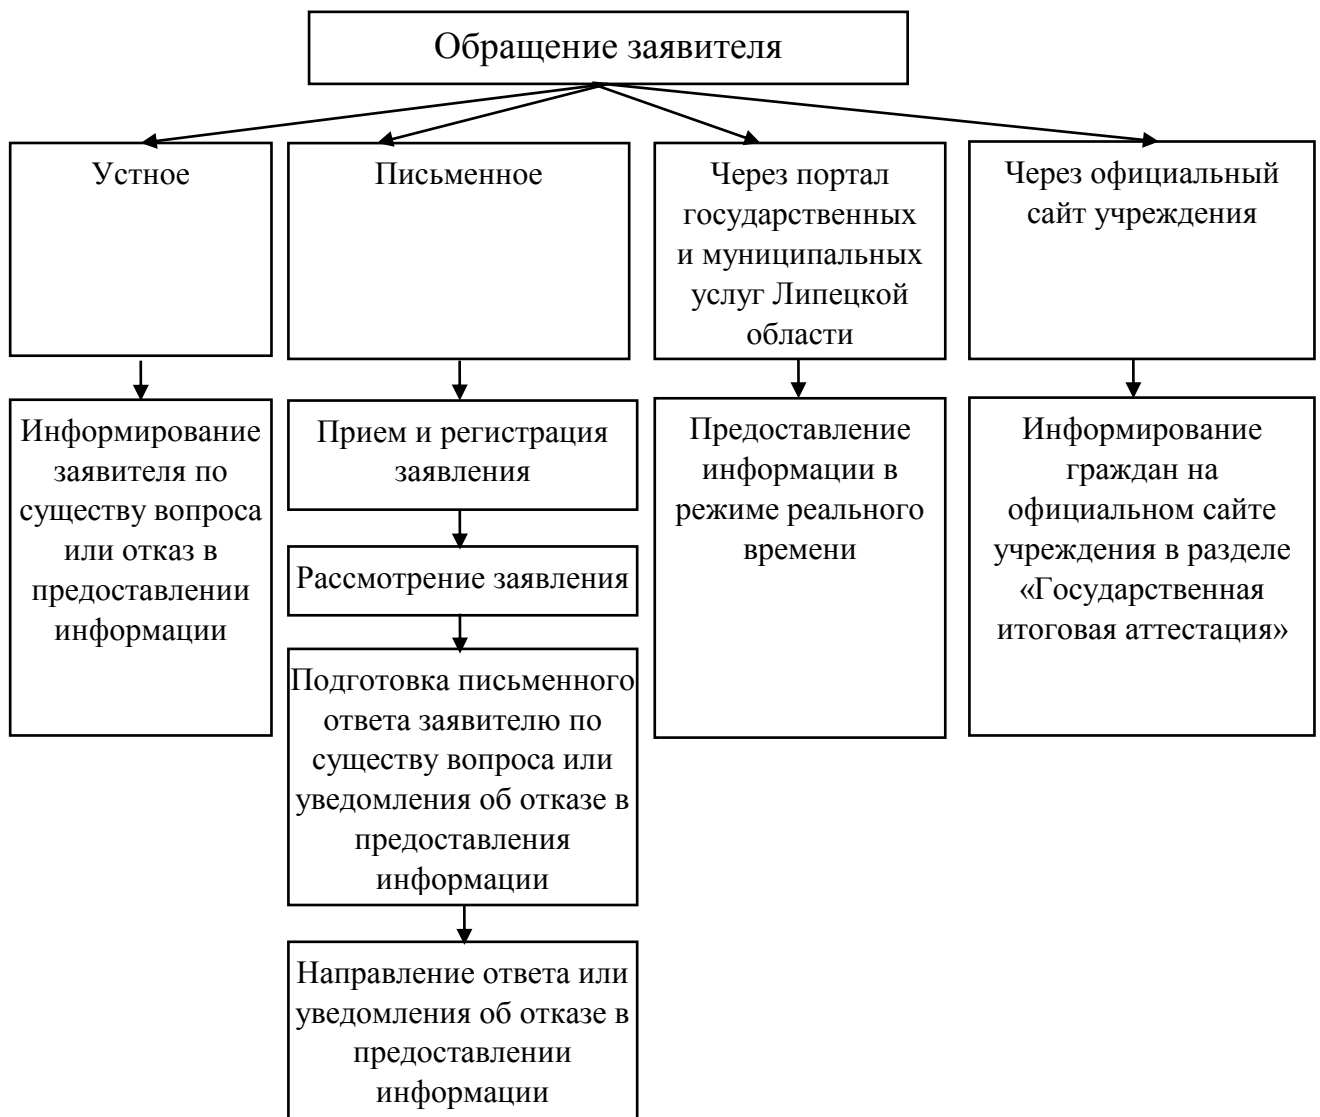 Обращение заявителя
Устное
Письменное
Через портал
государственных
и муниципальных
услуг Липецкой
области
Через официальный
сайт учреждения
Информирование
заявителя по
существу вопроса
или отказ в
предоставлении
информации
Прием и регистрация
заявления
Рассмотрение заявления
Подготовка письменного
ответа заявителю по
существу вопроса или
уведомления об отказе в
предоставления
информации
Направление ответа или
уведомления об отказе в
предоставлении
информации
Предоставление
информации в
режиме реального
времени
Информирование
граждан на
официальном сайте
учреждения в разделе
«Государственная
итоговая аттестация»